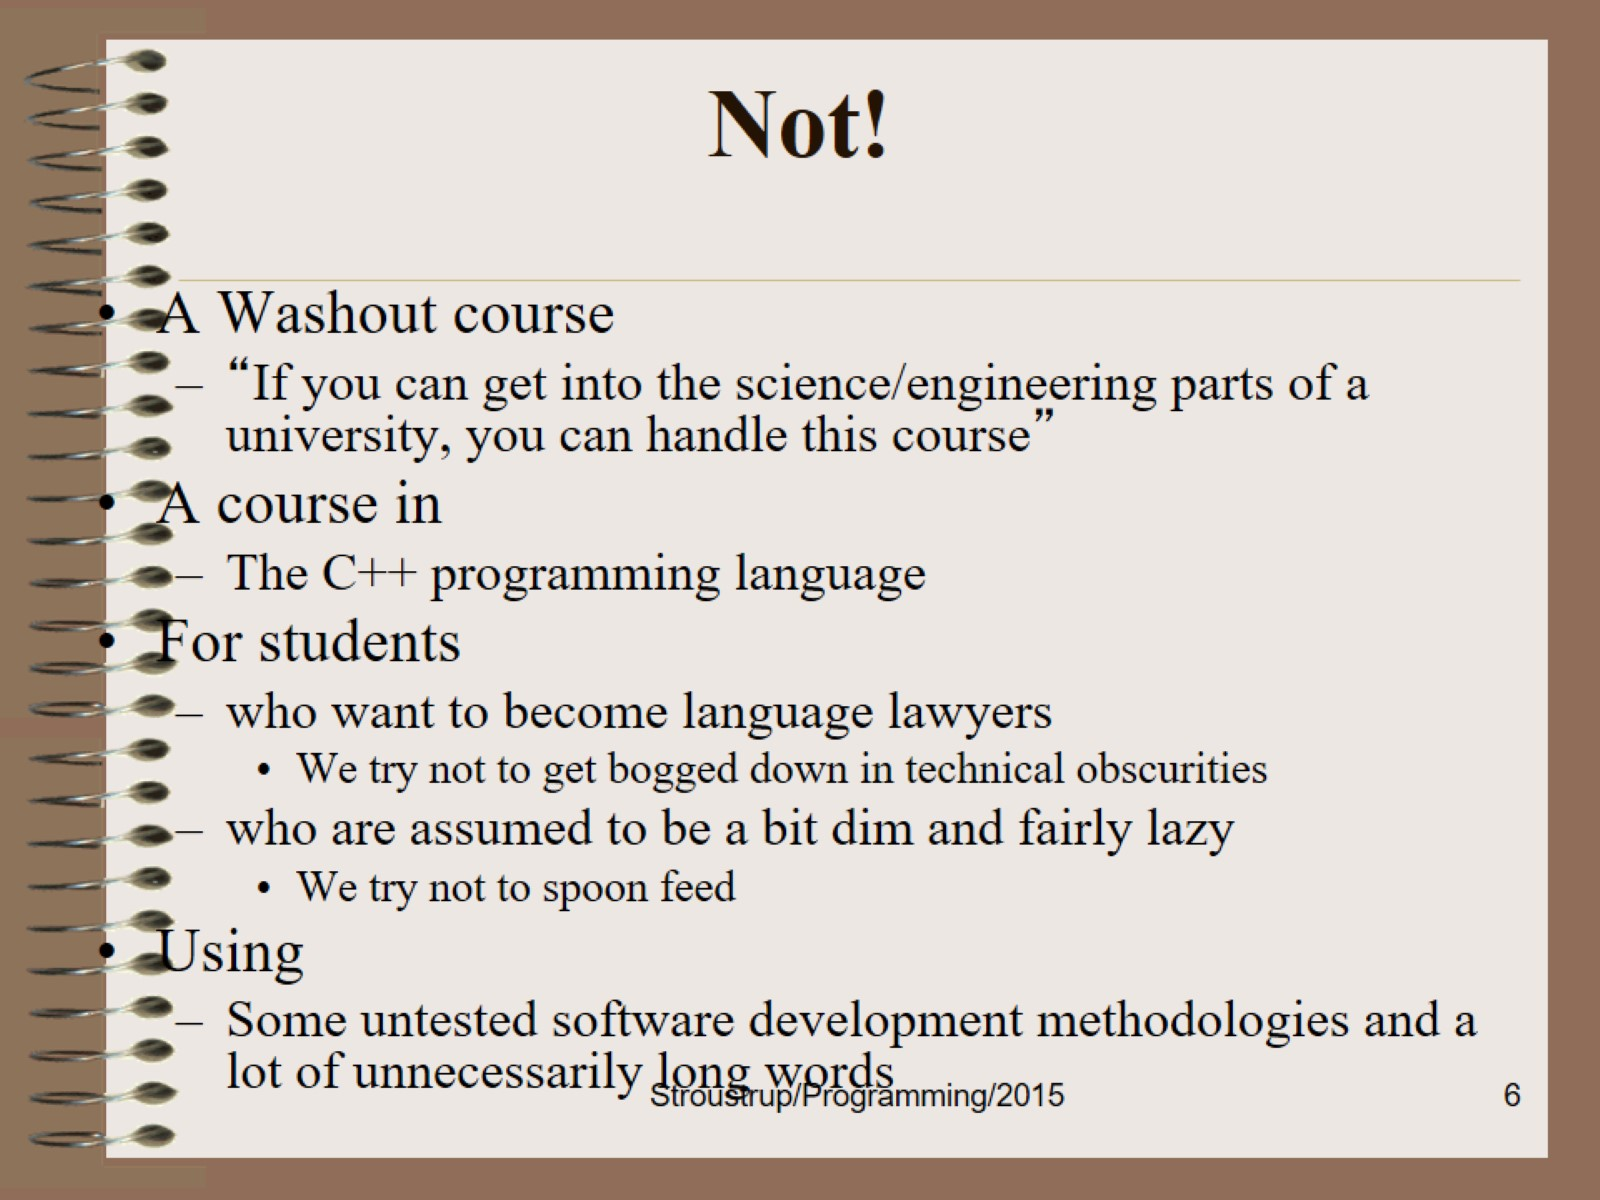 Not!
• A Washout course
– “If you can get into the science/engineering parts of a
university, you can handle this course”
• A course in
– The C++ programming language
• For students
– who want to become language lawyers
• We try not to get bogged down in technical obscurities
– who are assumed to be a bit dim and fairly lazy
• We try not to spoon feed
• Using
– Some untested software development methodologies and a
lot of unnecessarily long words
Stroustrup/Programming/2015
6